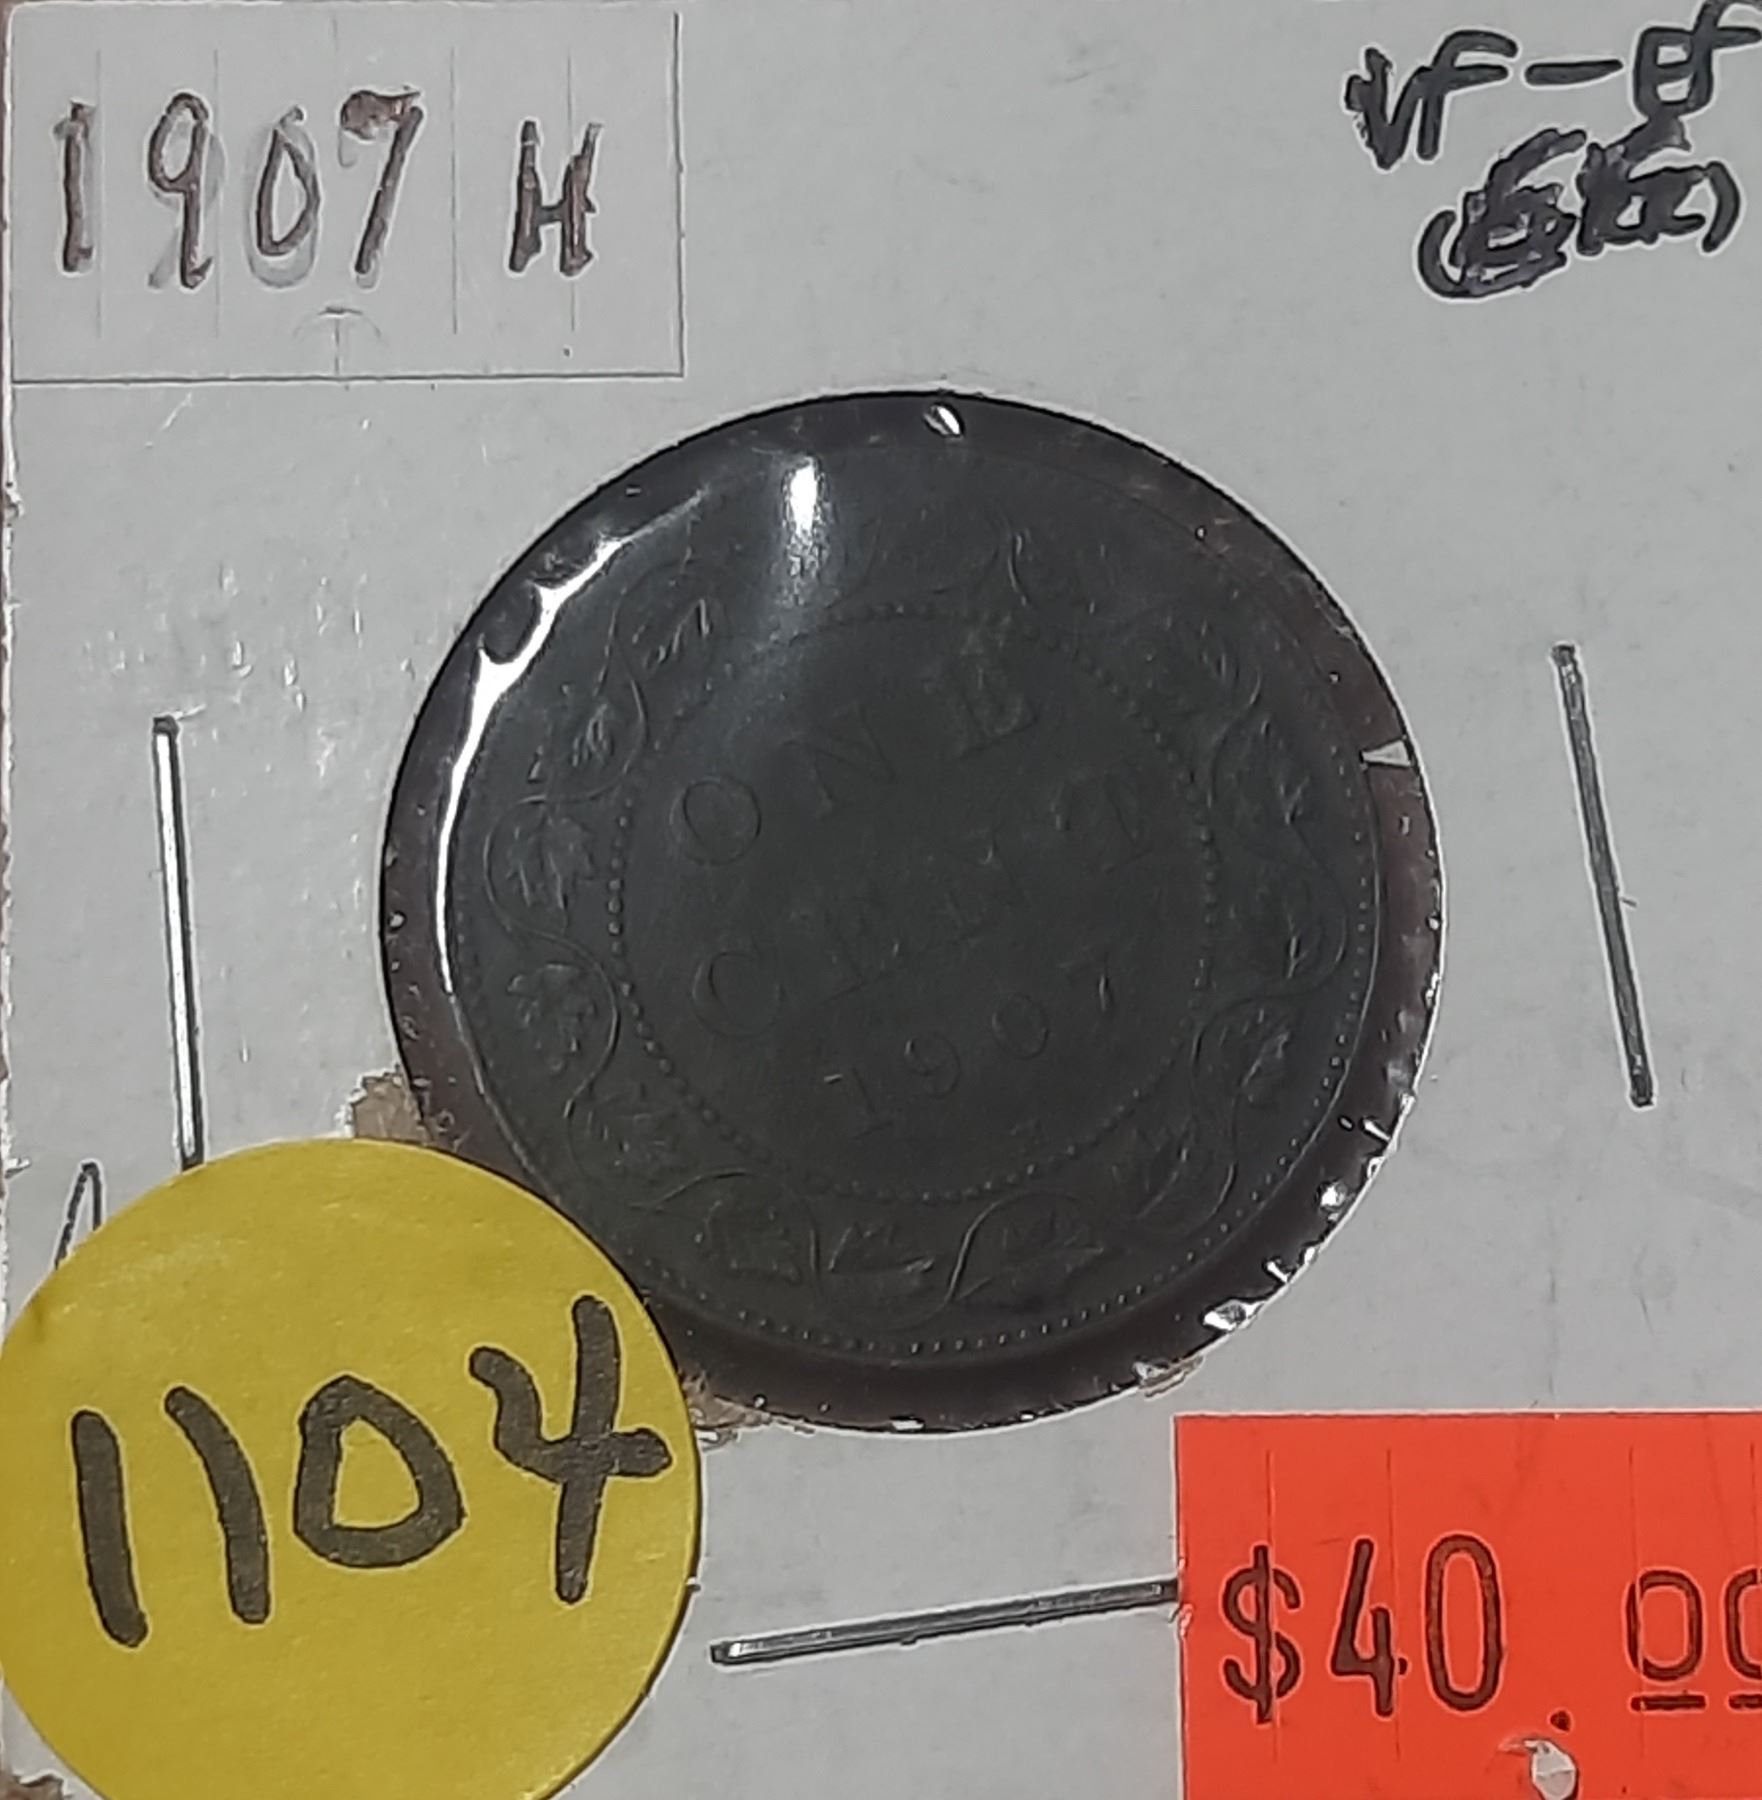 1907 H
VF-EF
ONE
CENT
1907
H
1104
$40.00